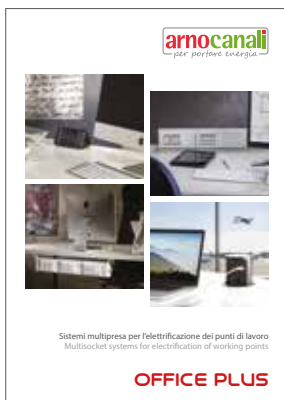 arnocanali
per portare energia
Sistemi multipresa per l'elettrificazione dei punti di lavoro
Multisocket systems for electrification of working points
OFFICE PLUS